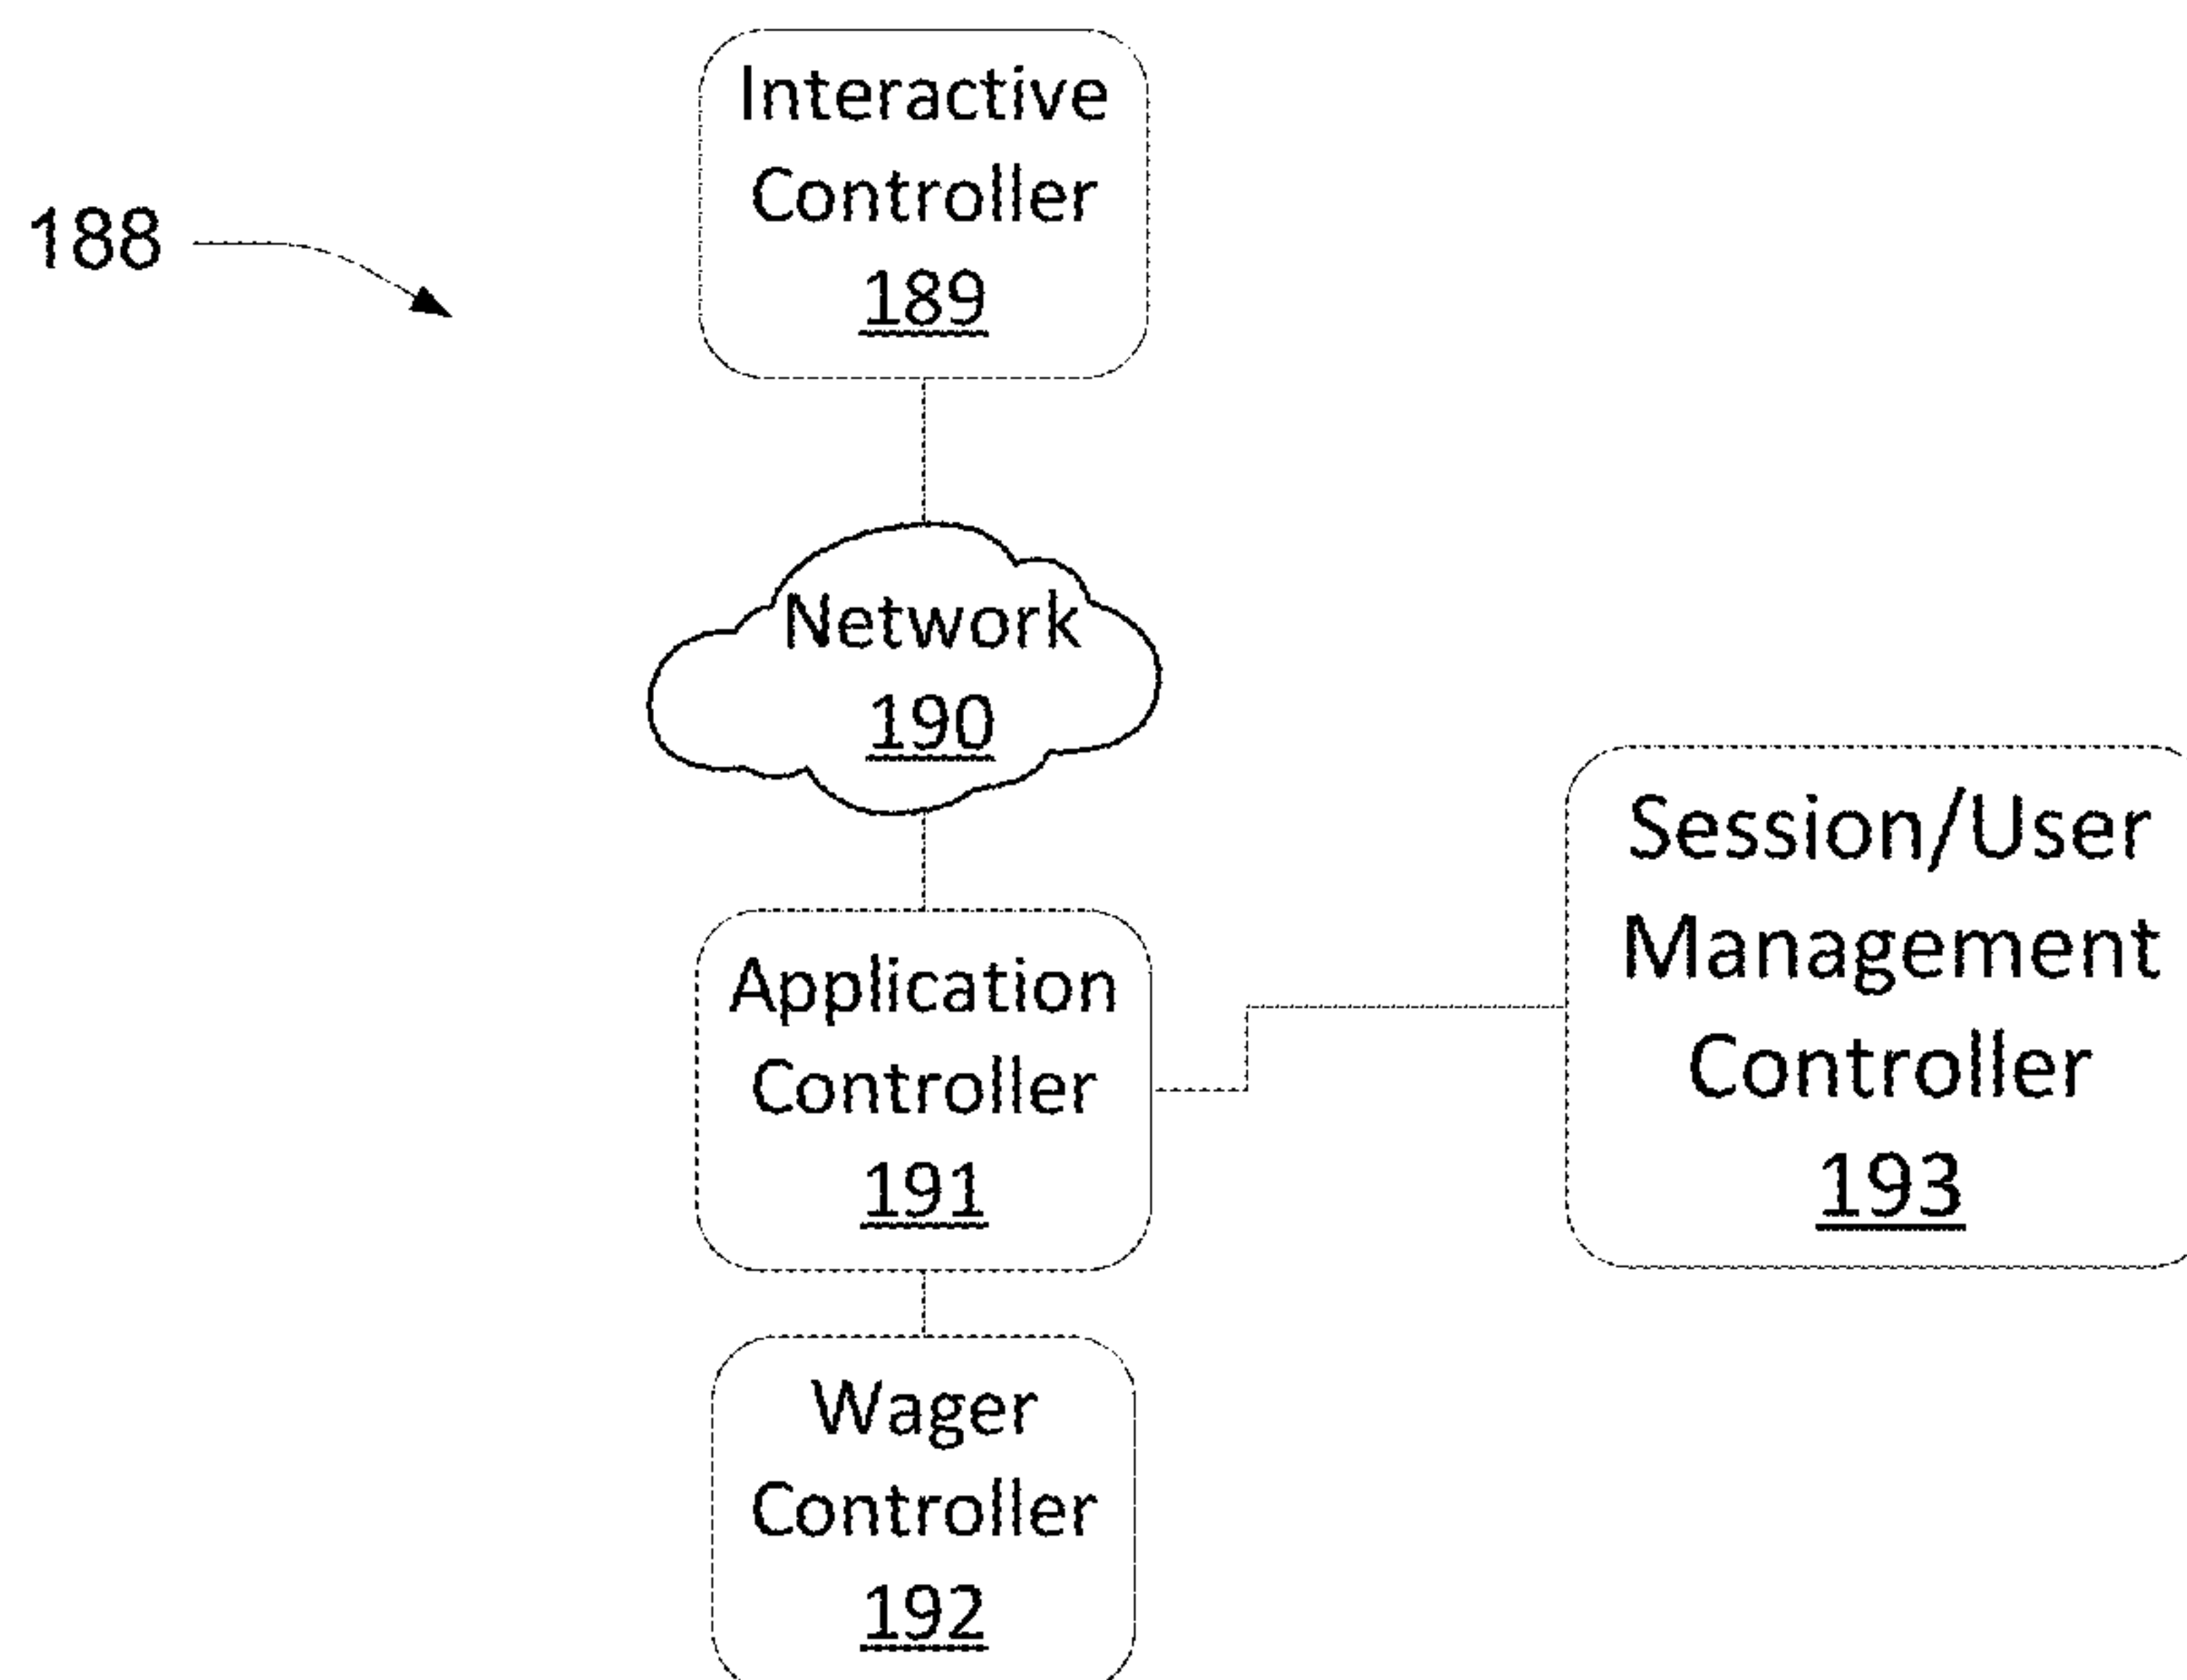 Interactive
Controller
189
188
Network
190
Session/User
Management
Controller
193
Application
Controller
191
Wager
Controller
192